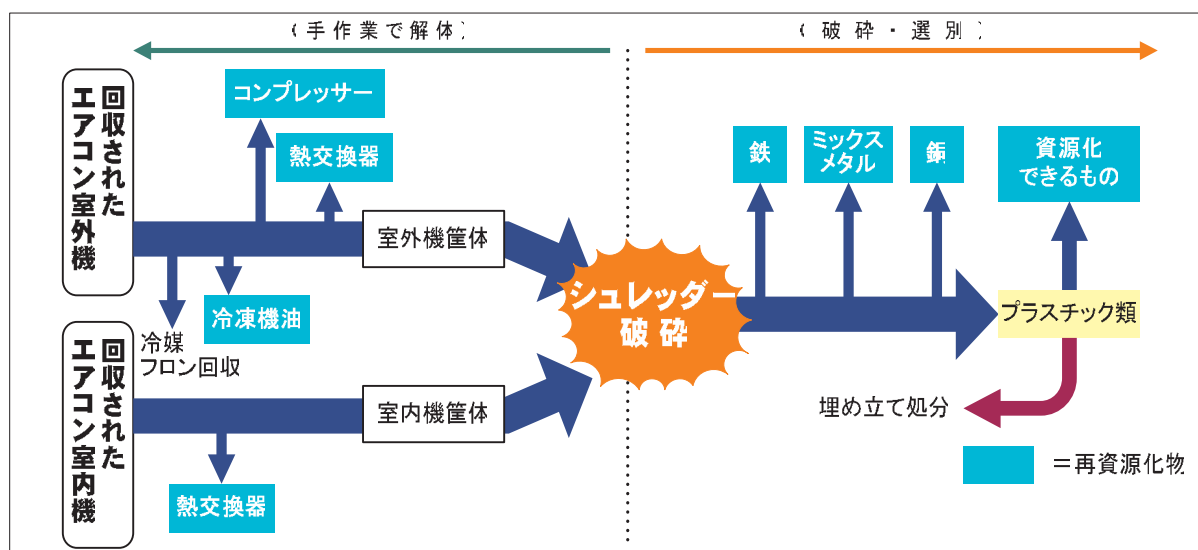 (手作業で解体)
(破砕・選別)
回収された
エアコン室外機
コンプレッサー
熱交換器
室外機筐体
冷凍機油
冷媒
フロン回収
回収された
エアコン室内機
室内機筐体
熱交換器
シュレッダー
破砕
鉄
ミックス
メタル
銅
資源化
できるもの
プラスチック類
埋め立て処分
=再資源化物